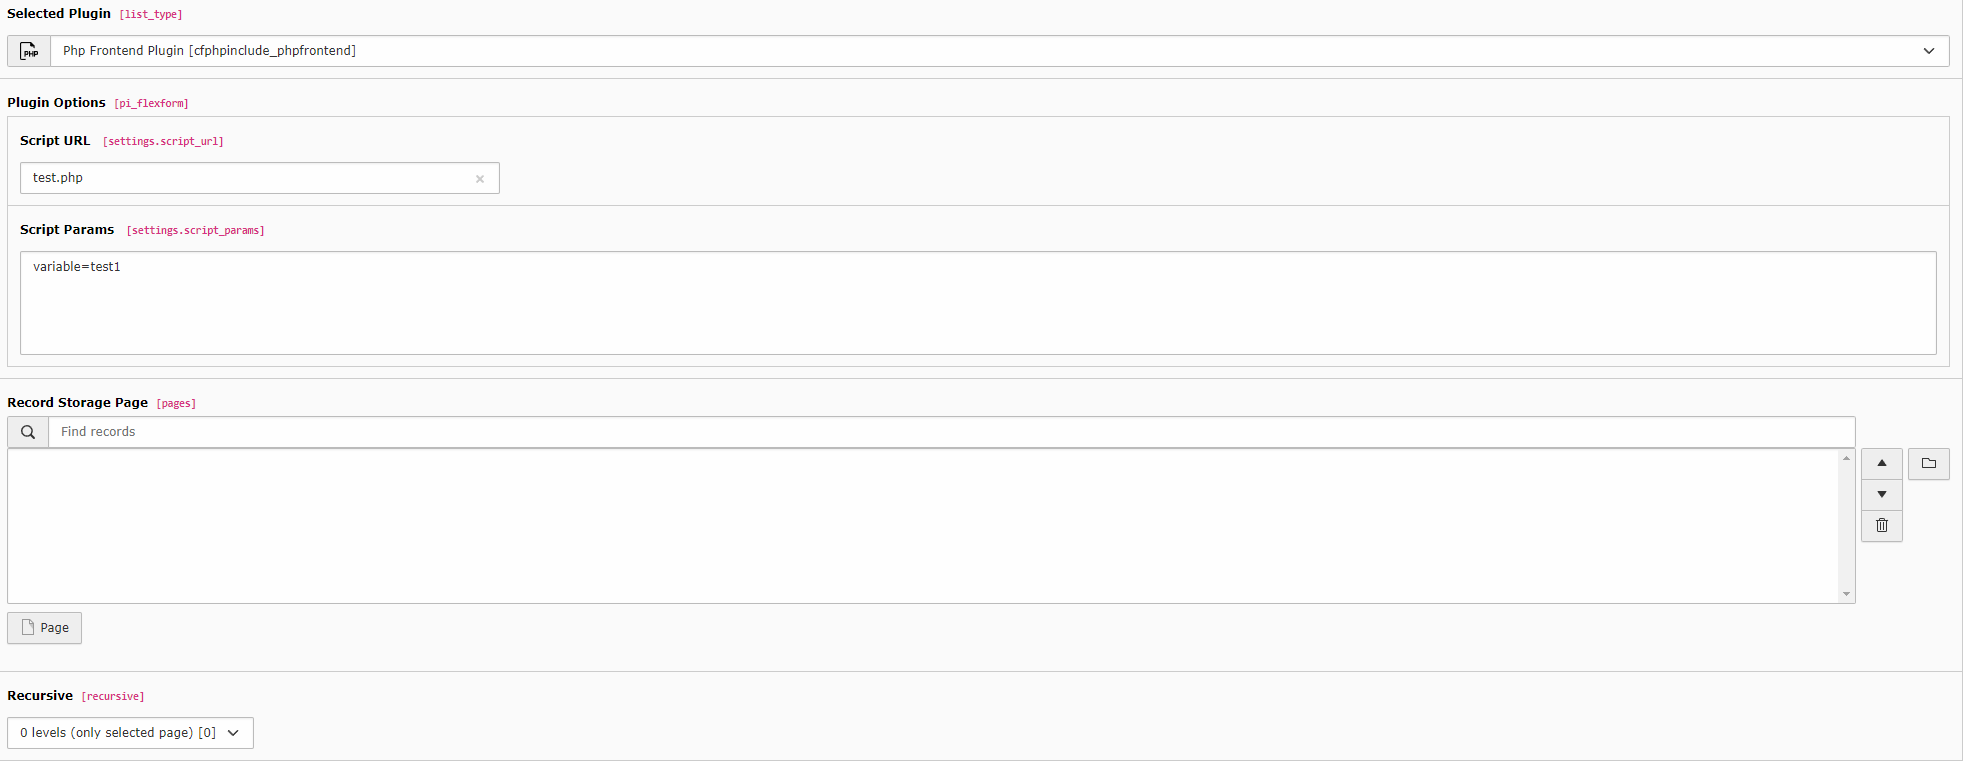 Selected Plugin [list_type]
PHP Php Frontend Plugin [cfphpinclude_phpfrontend]
Plugin Options [pi_flexform]
Script URL [settings.script_url]
test.php
Script Params [settings.script_params]
variable=test1
Record Storage Page [pages]
Find records
Page
Recursive [recursive]
0 levels (only selected page) [0]